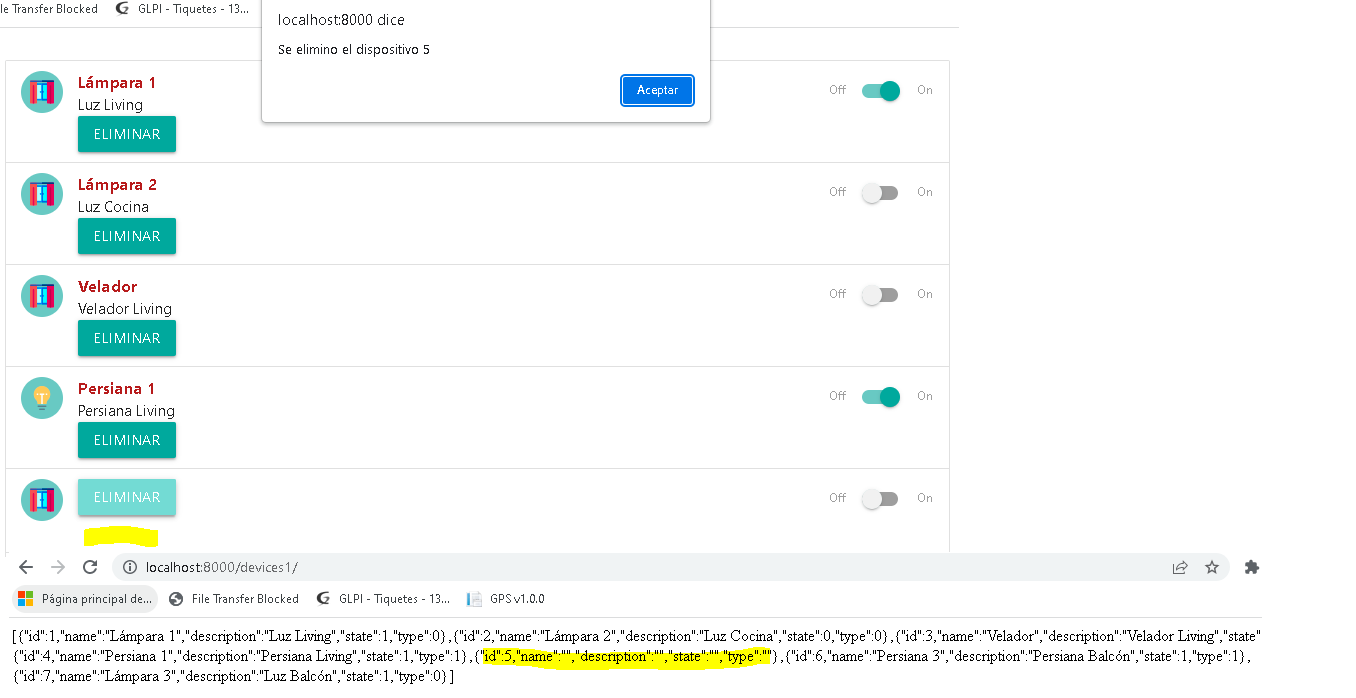 le Transfer Blocked GLPI - Tiquetes - 13...
localhost:8000 dice
Se elimino el dispositivo 5
Aceptar
Lámpara 1
Luz Living
ELIMINAR
Off On
Lámpara 2
Luz Cocina
ELIMINAR
Off On
Velador
Velador Living
ELIMINAR
Off On
Persiana 1
Persiana Living
ELIMINAR
Off On
ELIMINAR
Off On
localhost:8000/devices1/
Página principal de... File Transfer Blocked GLPI - Tiquetes - 13... GPS v1.0.0
[{"id":1,"name":"Lámpara 1","description":"Luz Living","state":1,"type":0},{"id":2,"name":"Lámpara 2","description":"Luz Cocina","state":0,"type":0},{"id":3,"name":"Velador","description":"Velador Living","state"
{"id":4,"name":"Persiana 1","description":"Persiana Living","state":1,"type":1},{"id":5,"name":"","description":"","state":"","type":""},{"id":6,"name":"Persiana 3","description":"Persiana Balcón","state":1,"type":1},
{"id":7,"name":"Lámpara 3","description":"Luz Balcón","state":1,"type":0}]